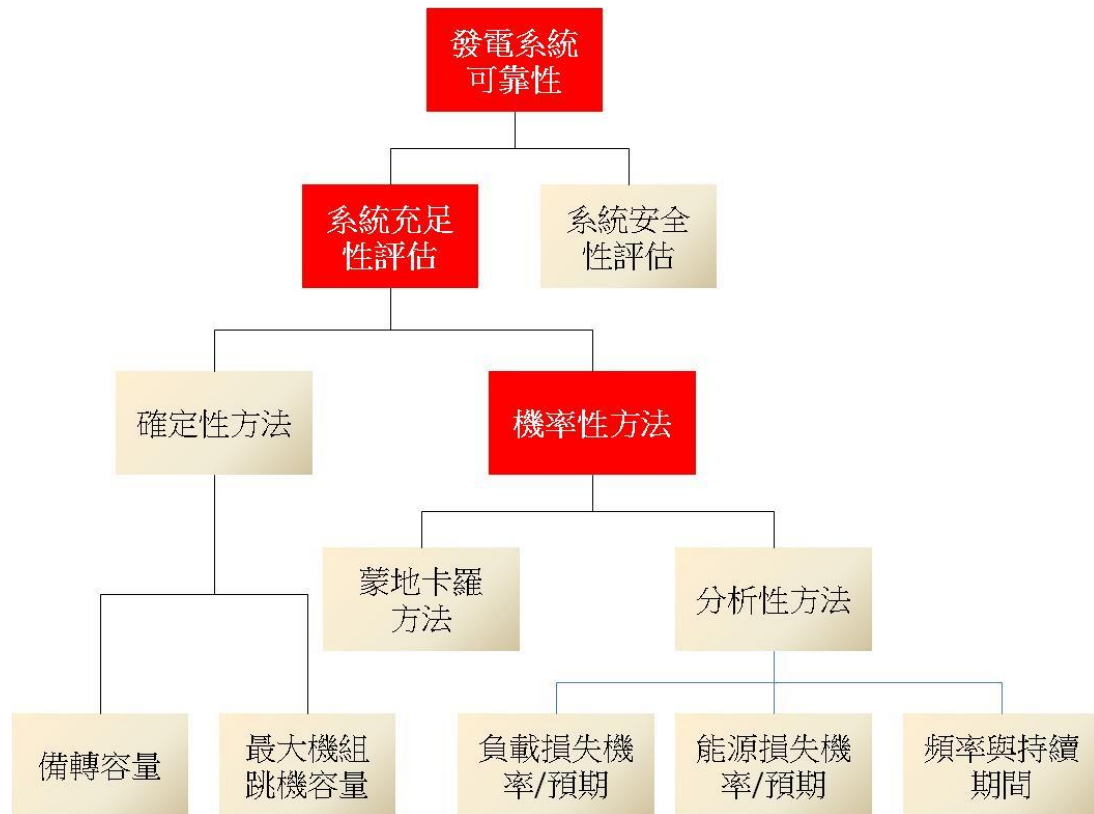 發電系統
可靠性
系統充足
性評估
系統安全
性評估
確定性方法
機率性方法
蒙地卡羅
方法
分析性方法
備轉容量
最大機組
跳機容量
負載損失機
率/預期
能源損失機
率/預期
頻率與持續
期間